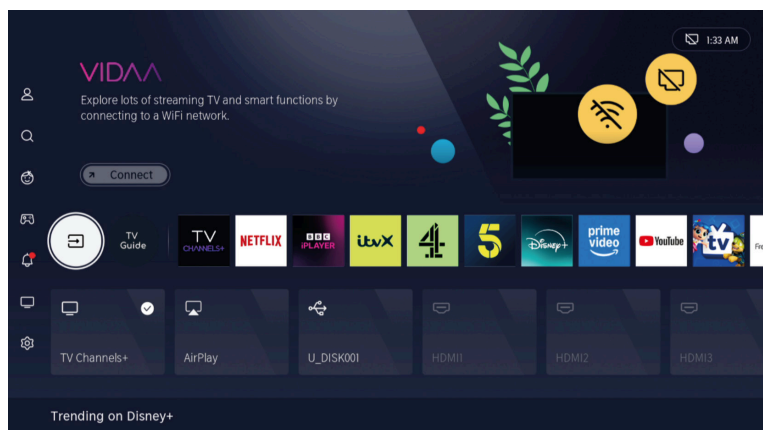 1:33 AM
VIDAA
Explore lots of streaming TV and smart functions by
connecting to a WiFi network.
Connect
TV
Guide
TV
CHANNELS+
NETFLIX
BBC
iPLAYER
itvX
4
5
Disney+
prime
video
YouTube
tv
Fre
TV Channels+
AirPlay
U_DISK001
HDMI1
HDMI2
HDMI3
Trending on Disney+